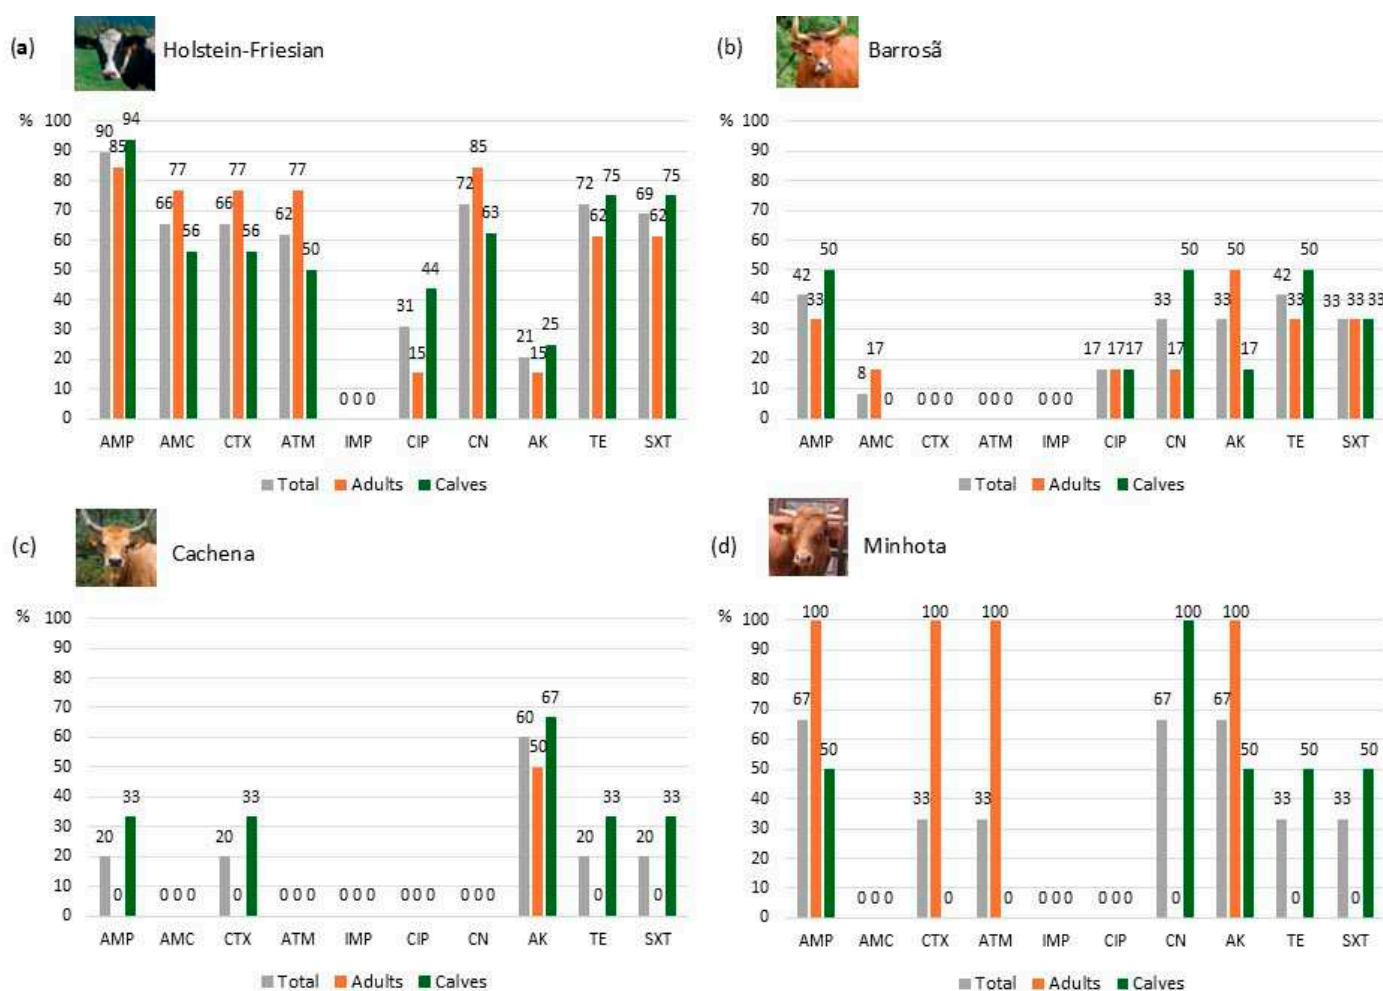 (a) Holstein-Friesian
% 100
90
80
70
60
50
40
30
20
10
0
90 85 94
66 77 56
66 77 56
62 77 50
0 0 0
31 15 44
72 85 63
21 15 25
72 62 75
69 62 75
AMP AMC CTX ATM IMP CIP CN AK TE SXT
Total Adults Calves
(b) Barrosã
% 100
90
80
70
60
50
40
30
20
10
0
42 33 50
8 17 0
0 0 0
0 0 0
0 0 0
17 17 17
33 17 50
33 50 17
42 33 50
33 33 33
AMP AMC CTX ATM IMP CIP CN AK TE SXT
Total Adults Calves
(c) Cachena
% 100
90
80
70
60
50
40
30
20
10
0
20 0 33
0 0 0
20 0 33
0 0 0
0 0 0
0 0 0
0 0 0
60 50 67
20 0 33
20 0 33
AMP AMC CTX ATM IMP CIP CN AK TE SXT
Total Adults Calves
(d) Minhota
% 100
90
80
70
60
50
40
30
20
10
0
67 100 50
0 0 0
33 100 0
33 100 0
0 0 0
0 0 0
67 0 100
67 100 50
33 0 50
33 0 50
AMP AMC CTX ATM IMP CIP CN AK TE SXT
Total Adults Calves